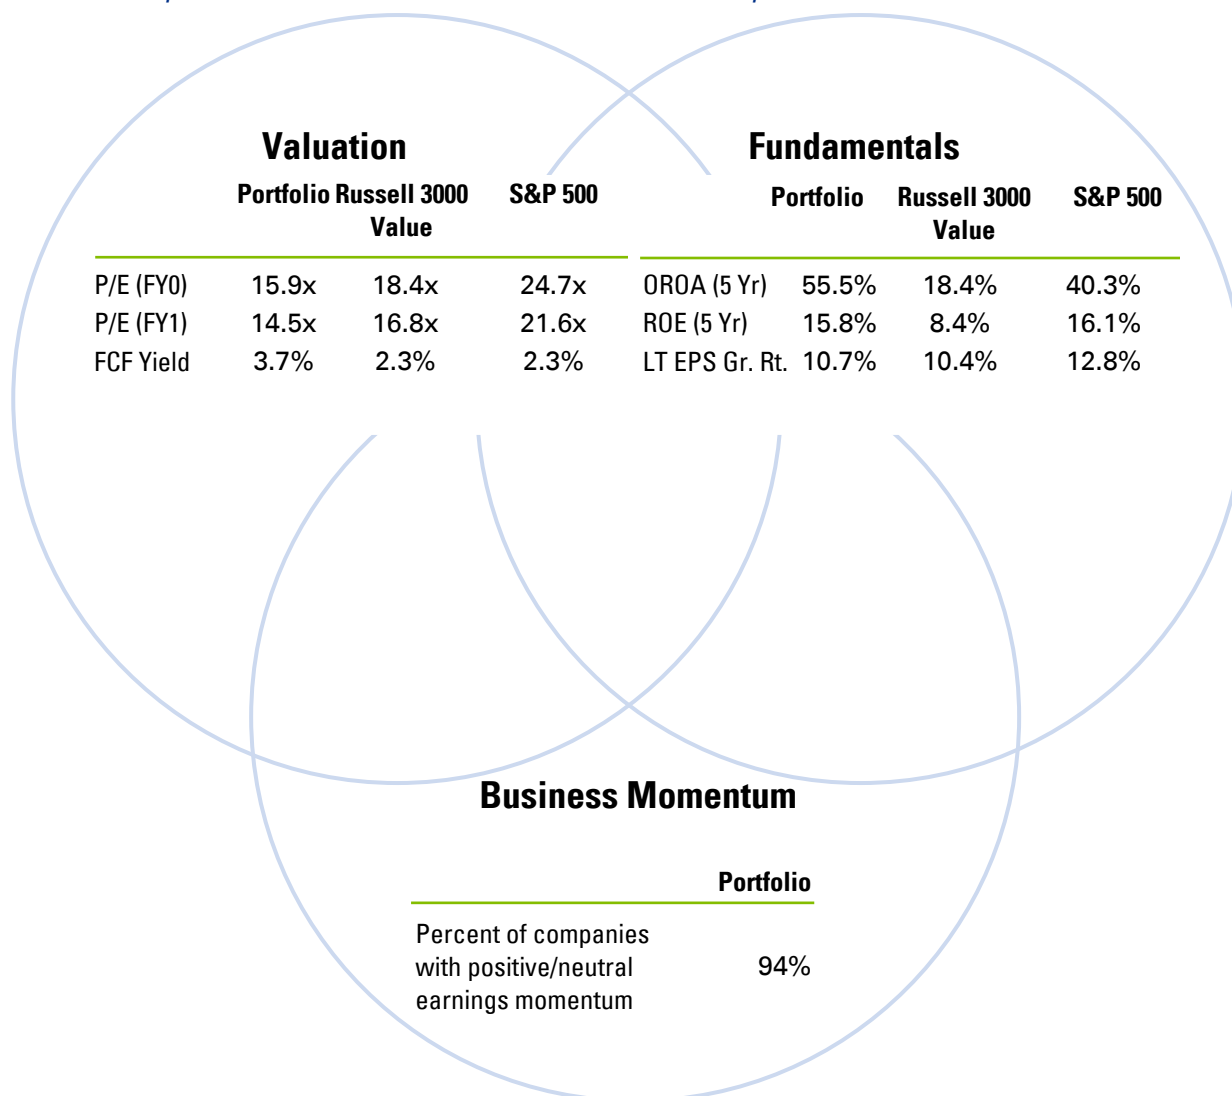 Valuation
Portfolio Russell 3000 Value S&P 500
P/E (FY0) 15.9x 18.4x 24.7x
P/E (FY1) 14.5x 16.8x 21.6x
FCF Yield 3.7% 2.3% 2.3%
Fundamentals
Portfolio Russell 3000 Value S&P 500
OROA (5 Yr) 55.5% 18.4% 40.3%
ROE (5 Yr) 15.8% 8.4% 16.1%
LT EPS Gr. Rt. 10.7% 10.4% 12.8%
Business Momentum
Portfolio
Percent of companies
with positive/neutral 94%
earnings momentum